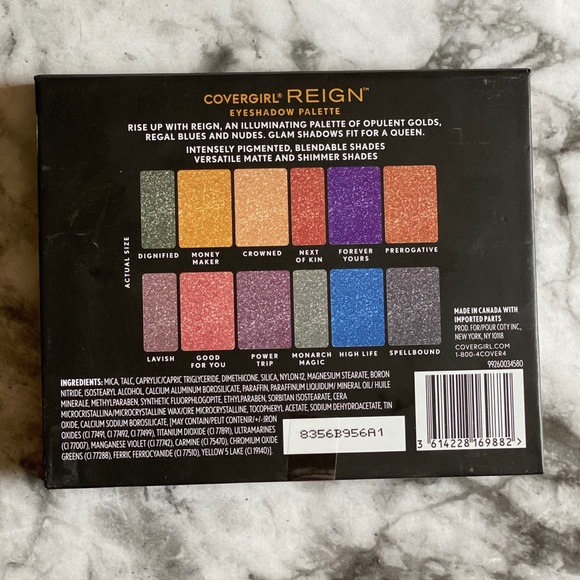 COVERGIRL® REIGN™
EYESHADOW PALETTE
RISE UP WITH REIGN, AN ILLUMINATING PALETTE OF OPULENT GOLDS,
REGAL BLUES AND NUDES. GLAM SHADOWS FIT FOR A QUEEN.
INTENSELY PIGMENTED, BLENDABLE SHADES
VERSATILE MATTE AND SHIMMER SHADES
ACTUAL SIZE
DIGNIFIED
MONEY
MAKER
CROWNED
NEXT
OF KIN
FOREVER
YOURS
PREROGATIVE
LAVISH
GOOD
FOR YOU
POWER
TRIP
MONARCH
MAGIC
HIGH LIFE
SPELLBOUND
MADE IN CANADA WITH
IMPORTED PARTS
PROD. FOR/POUR COTY INC.,
NEW YORK, NY 10118
COVERGIRL.COM
1-800-4COVER4
99260034580
INGREDIENTS: MICA, TALC, CAPRYLIC/CAPRIC TRIGLYCERIDE, DIMETHICONE, SILICA, NYLON-12, MAGNESIUM STEARATE, BORON
NITRIDE, ISOSTEARYL ALCOHOL, CALCIUM ALUMINUM BOROSILICATE, PARAFFIN, PARAFFINUM LIQUIDUM/ MINERAL OIL/ HUILE
MINERALE, METHYLPARABEN, SYNTHETIC FLUORPHLOGOPITE, ETHYLPARABEN, SORBITAN ISOSTEARATE, CERA
MICROCRISTALLINA/MICROCRYSTALLINE WAX/CIRE MICROCRYSTALLINE, TOCOPHERYL ACETATE, SODIUM DEHYDROACETATE, TIN
OXIDE, CALCIUM SODIUM BOROSILICATE, [MAY CONTAIN/PEUT CONTENIR/+/-:IRON
OXIDES (CI 77491, CI 77492, CI 77499), TITANIUM DIOXIDE (CI 77891), ULTRAMARINES
(CI 77007), MANGANESE VIOLET (CI 77742), CARMINE (CI 75470), CHROMIUM OXIDE
GREENS (CI 77288), FERRIC FERROCYANIDE (CI 77510), YELLOW 5 LAKE (CI 19140)].
8356B956A1
3 614228 169882 >